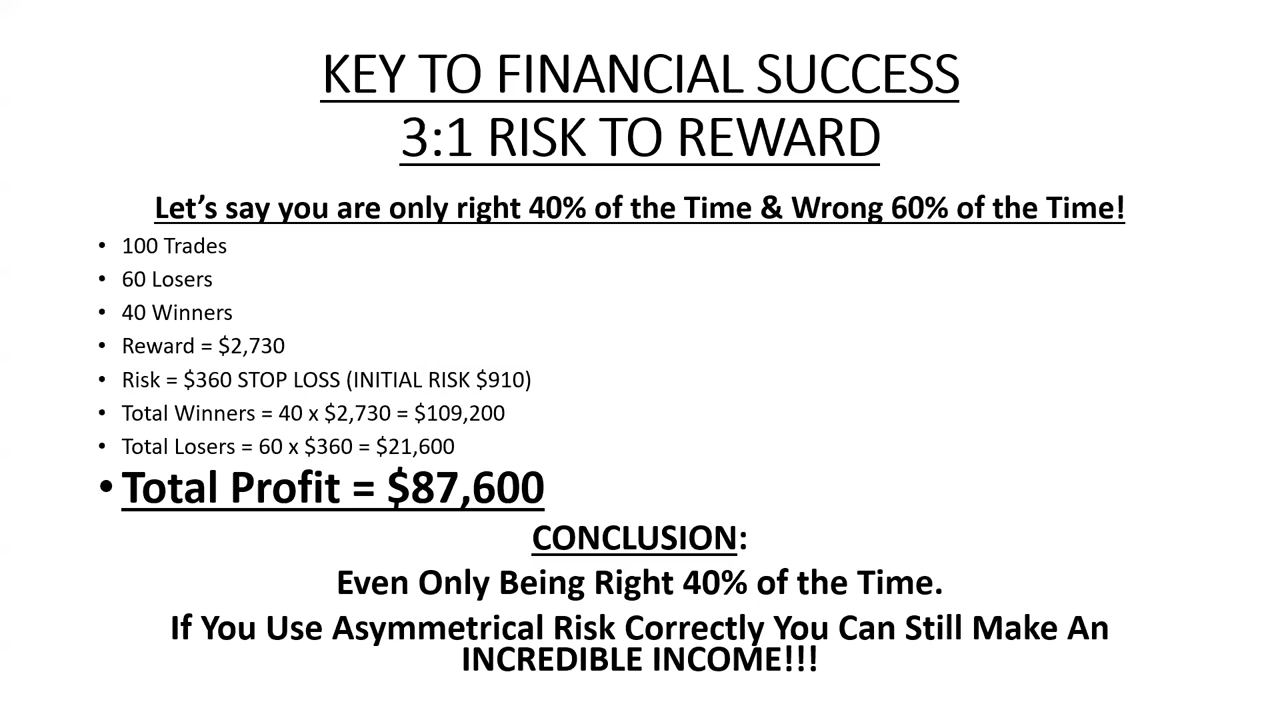 KEY TO FINANCIAL SUCCESS
3:1 RISK TO REWARD
Let's say you are only right 40% of the Time & Wrong 60% of the Time!
• 100 Trades
• 60 Losers
• 40 Winners
• Reward = $2,730
• Risk = $360 STOP LOSS (INITIAL RISK $910)
• Total Winners = 40 x $2,730 = $109,200
• Total Losers = 60 x $360 = $21,600
• Total Profit = $87,600
CONCLUSION:
Even Only Being Right 40% of the Time.
If You Use Asymmetrical Risk Correctly You Can Still Make An
INCREDIBLE INCOME!!!